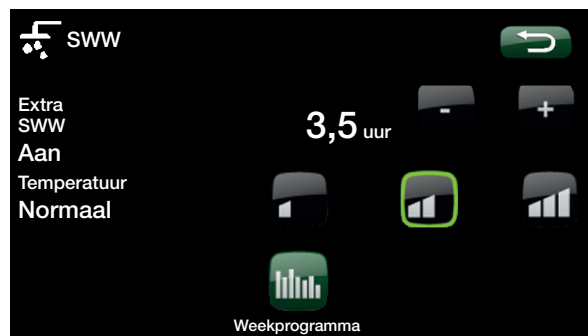 SWW
Extra
SWW
Aan
3,5 uur
- +
Temperatuur
Normaal
Weekprogramma